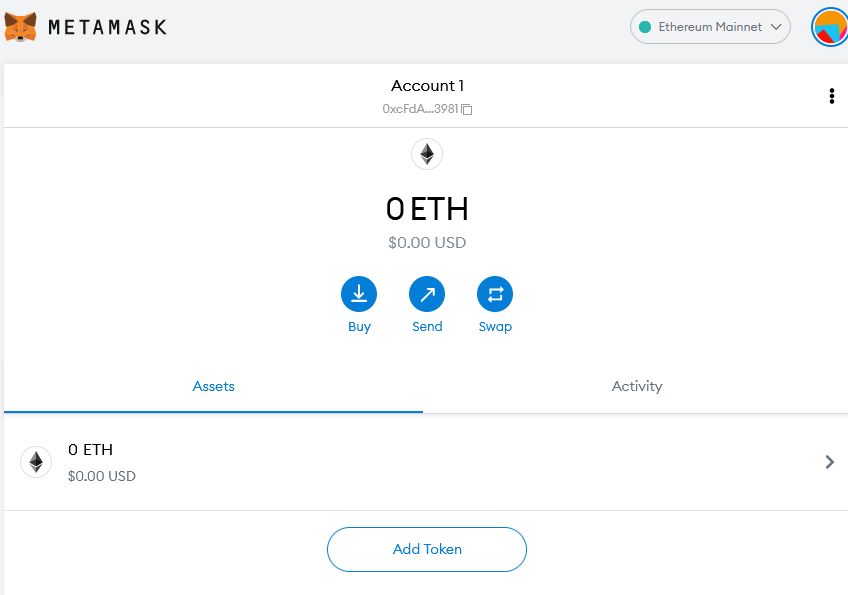 METAMASK
Ethereum Mainnet
Account 1
0xcFdA...3981
0 ETH
$0.00 USD
Buy Send Swap
Assets Activity
0 ETH
$0.00 USD
Add Token